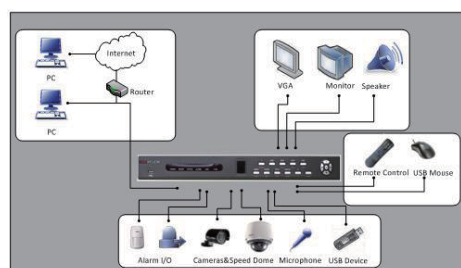 PC
Internet
Router
PC
VGA
Monitor
Speaker
Remote Control
USB Mouse
Alarm I/O
Cameras&Speed Dome
Microphone
USB Device